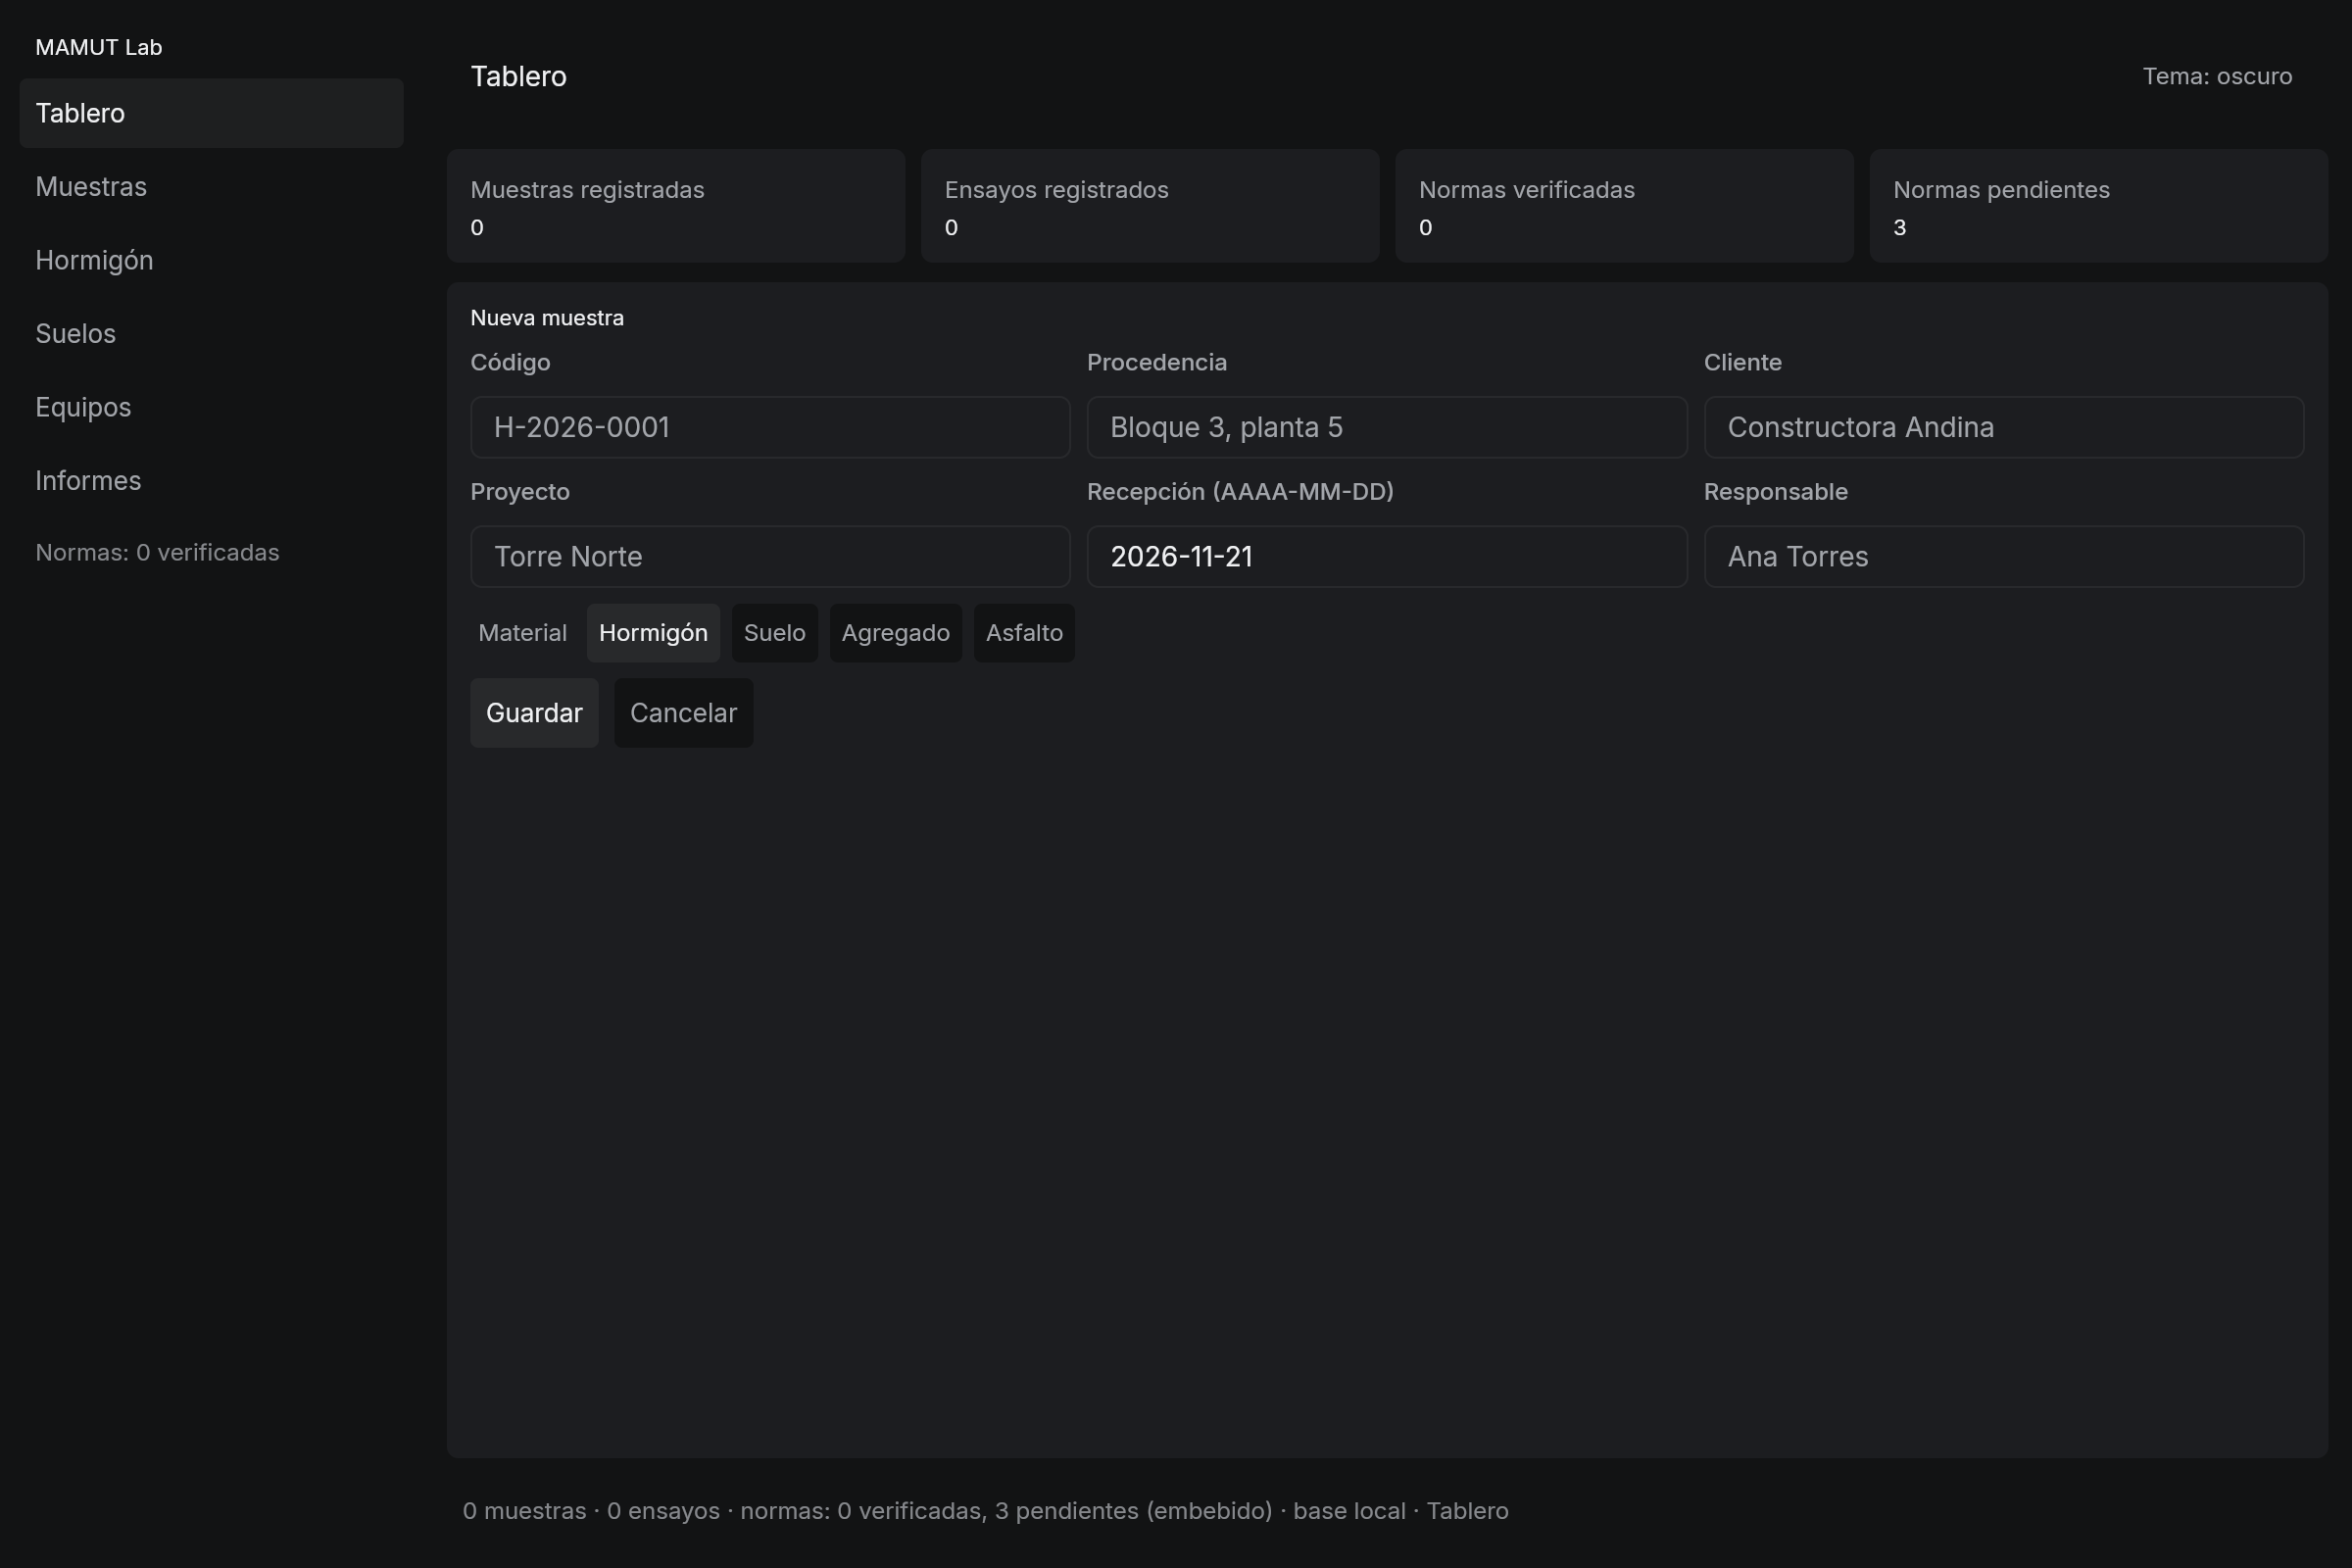 MAMUT Lab
Tablero
Muestras
Hormigón
Suelos
Equipos
Informes
Normas: 0 verificadas
Tablero
Tema: oscuro
Muestras registradas
0
Ensayos registrados
0
Normas verificadas
0
Normas pendientes
3
Nueva muestra
Código
H-2026-0001
Procedencia
Bloque 3, planta 5
Cliente
Constructora Andina
Proyecto
Torre Norte
Recepción (AAAA-MM-DD)
2026-11-21
Responsable
Ana Torres
Material Hormigón Suelo Agregado Asfalto
Guardar Cancelar
0 muestras · 0 ensayos · normas: 0 verificadas, 3 pendientes (embebido) · base local · Tablero